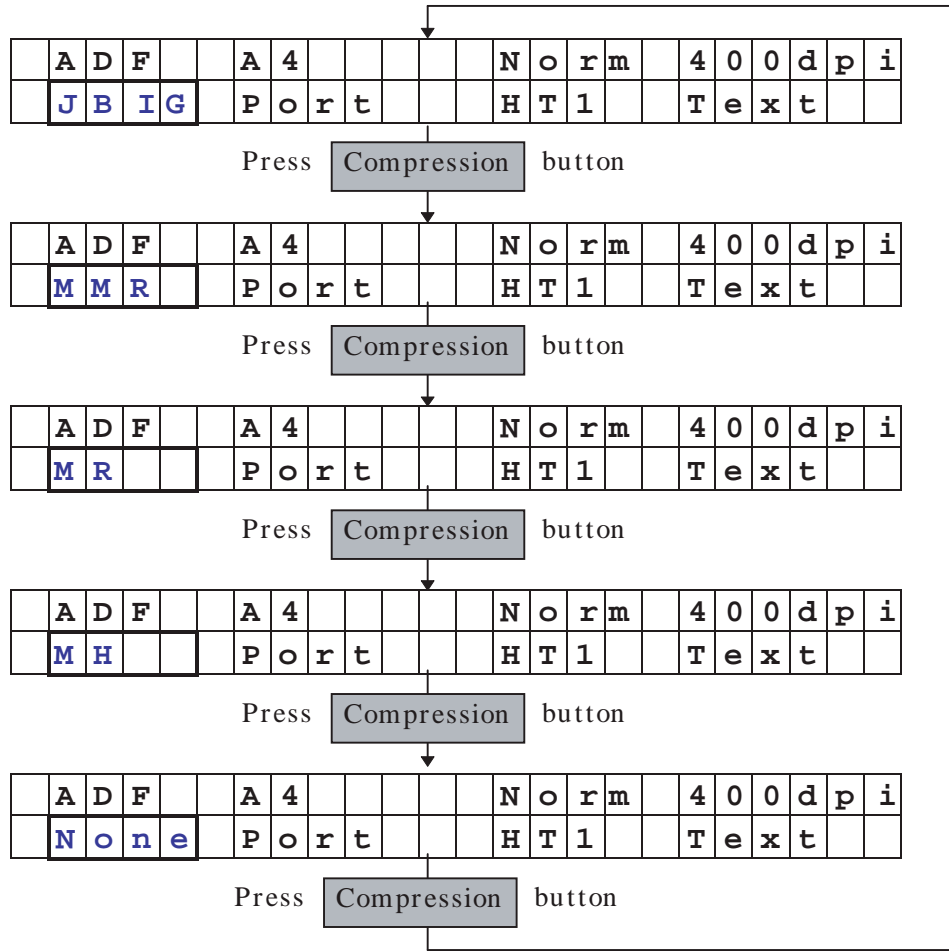 ADF A4 Norm 400dpi
JBIG Port HT1 Text
Press Compression button
ADF A4 Norm 400dpi
MMR Port HT1 Text
Press Compression button
ADF A4 Norm 400dpi
MR Port HT1 Text
Press Compression button
ADF A4 Norm 400dpi
MH Port HT1 Text
Press Compression button
ADF A4 Norm 400dpi
None Port HT1 Text
Press Compression button